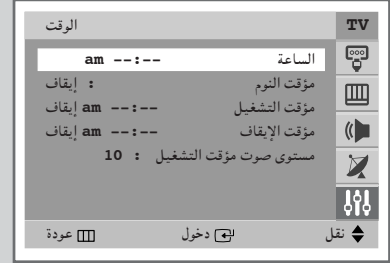 TV
الوقت
الساعة am --:--
مؤقت النوم : إيقاف
مؤقت التشغيل am --:-- إيقاف
مؤقت الإيقاف am --:-- إيقاف
مستوى صوت مؤقت التشغيل : 10
نقل دخول عودة